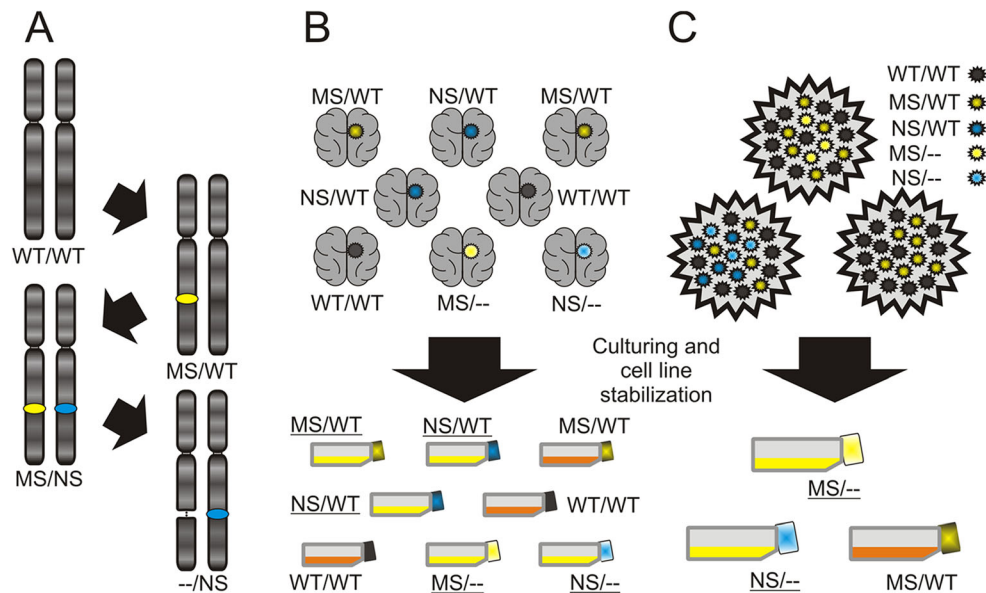 A
WT/WT
MS/WT
MS/NS
--/NS
B
MS/WT NS/WT MS/WT
NS/WT WT/WT
WT/WT MS/-- NS/--
C
WT/WT
MS/WT
NS/WT
MS/--
NS/--
Culturing and
cell line
stabilization
MS/WT NS/WT MS/WT
NS/WT WT/WT
WT/WT MS/-- NS/--
MS/--
NS/-- MS/WT